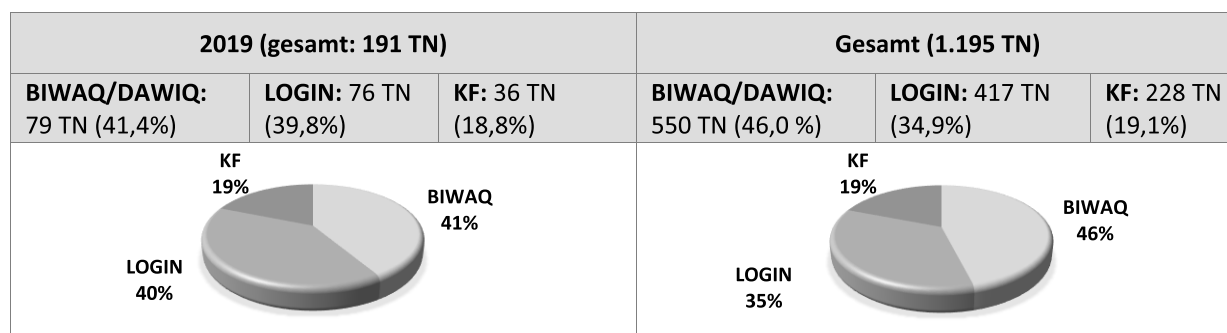 2019 (gesamt: 191 TN)
Gesamt (1.195 TN)
BIWAQ/DAWIQ:
79 TN (41,4%)
LOGIN: 76 TN
(39,8%)
KF: 36 TN
(18,8%)
BIWAQ/DAWIQ:
550 TN (46,0 %)
LOGIN: 417 TN
(34,9%)
KF: 228 TN
(19,1%)
KF
19%
BIWAQ
41%
LOGIN
40%
KF
19%
BIWAQ
46%
LOGIN
35%